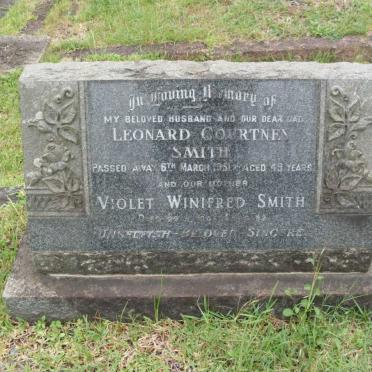 In Loving Memory of
MY BELOVED HUSBAND AND OUR DEAR DAD
LEONARD COURTNEY
SMITH
PASSED AWAY 6TH MARCH 1951 AGED 49 YEARS
AND OUR MOTHER
VIOLET WINIFRED SMITH
UNSELFISH BELOVED SINCERE